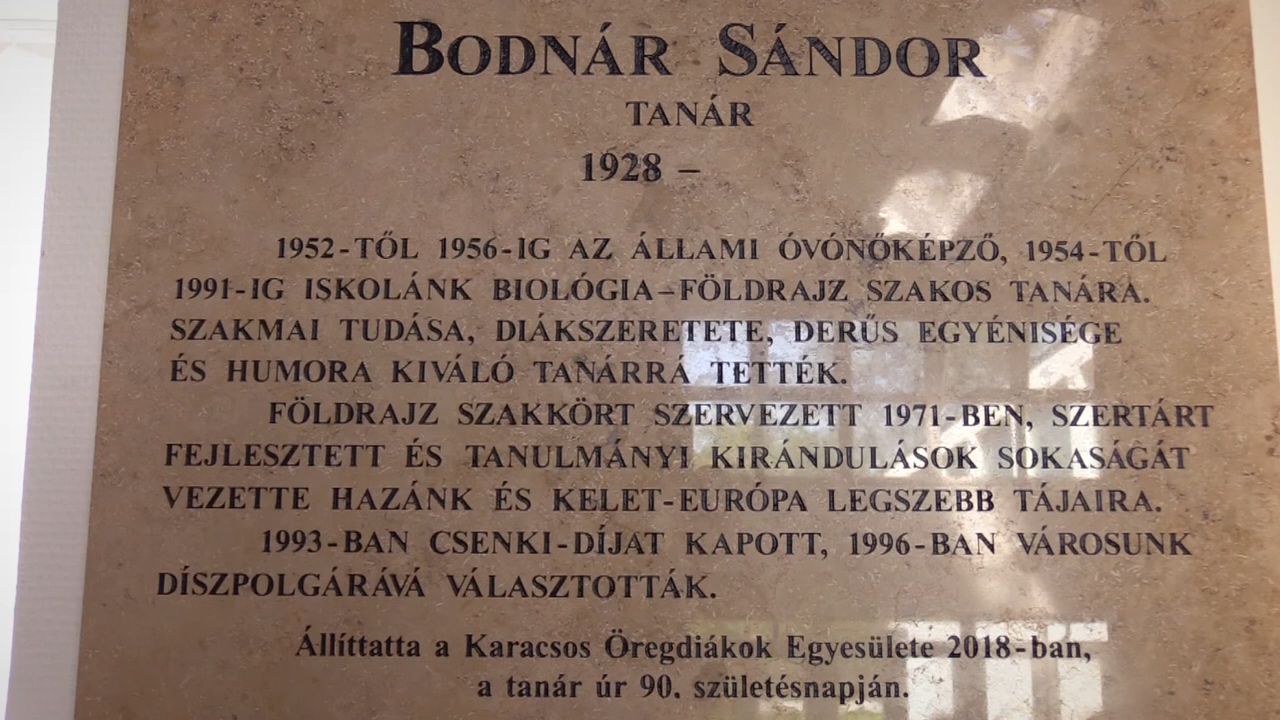 BODNÁR SÁNDOR
TANÁR
1928 –
1952-TŐL 1956-IG AZ ÁLLAMI ÓVÓNŐKÉPZŐ, 1954-TŐL
1991-IG ISKOLÁNK BIOLÓGIA–FÖLDRAJZ SZAKOS TANÁRA.
SZAKMAI TUDÁSA, DIÁKSZERETETE, DERŰS EGYÉNISÉGE
ÉS HUMORA KIVÁLÓ TANÁRRÁ TETTÉK.
FÖLDRAJZ SZAKKÖRT SZERVEZETT 1971-BEN, SZERTÁRT
FEJLESZTETT ÉS TANULMÁNYI KIRÁNDULÁSOK SOKASÁGÁT
VEZETTE HAZÁNK ÉS KELET-EURÓPA LEGSZEBB TÁJAIRA.
1993-BAN CSENKI-DÍJAT KAPOTT, 1996-BAN VÁROSUNK
DÍSZPOLGÁRÁVÁ VÁLASZTOTTÁK.
Állíttatta a Karacsos Öregdiákok Egyesülete 2018-ban,
a tanár úr 90. születésnapján.